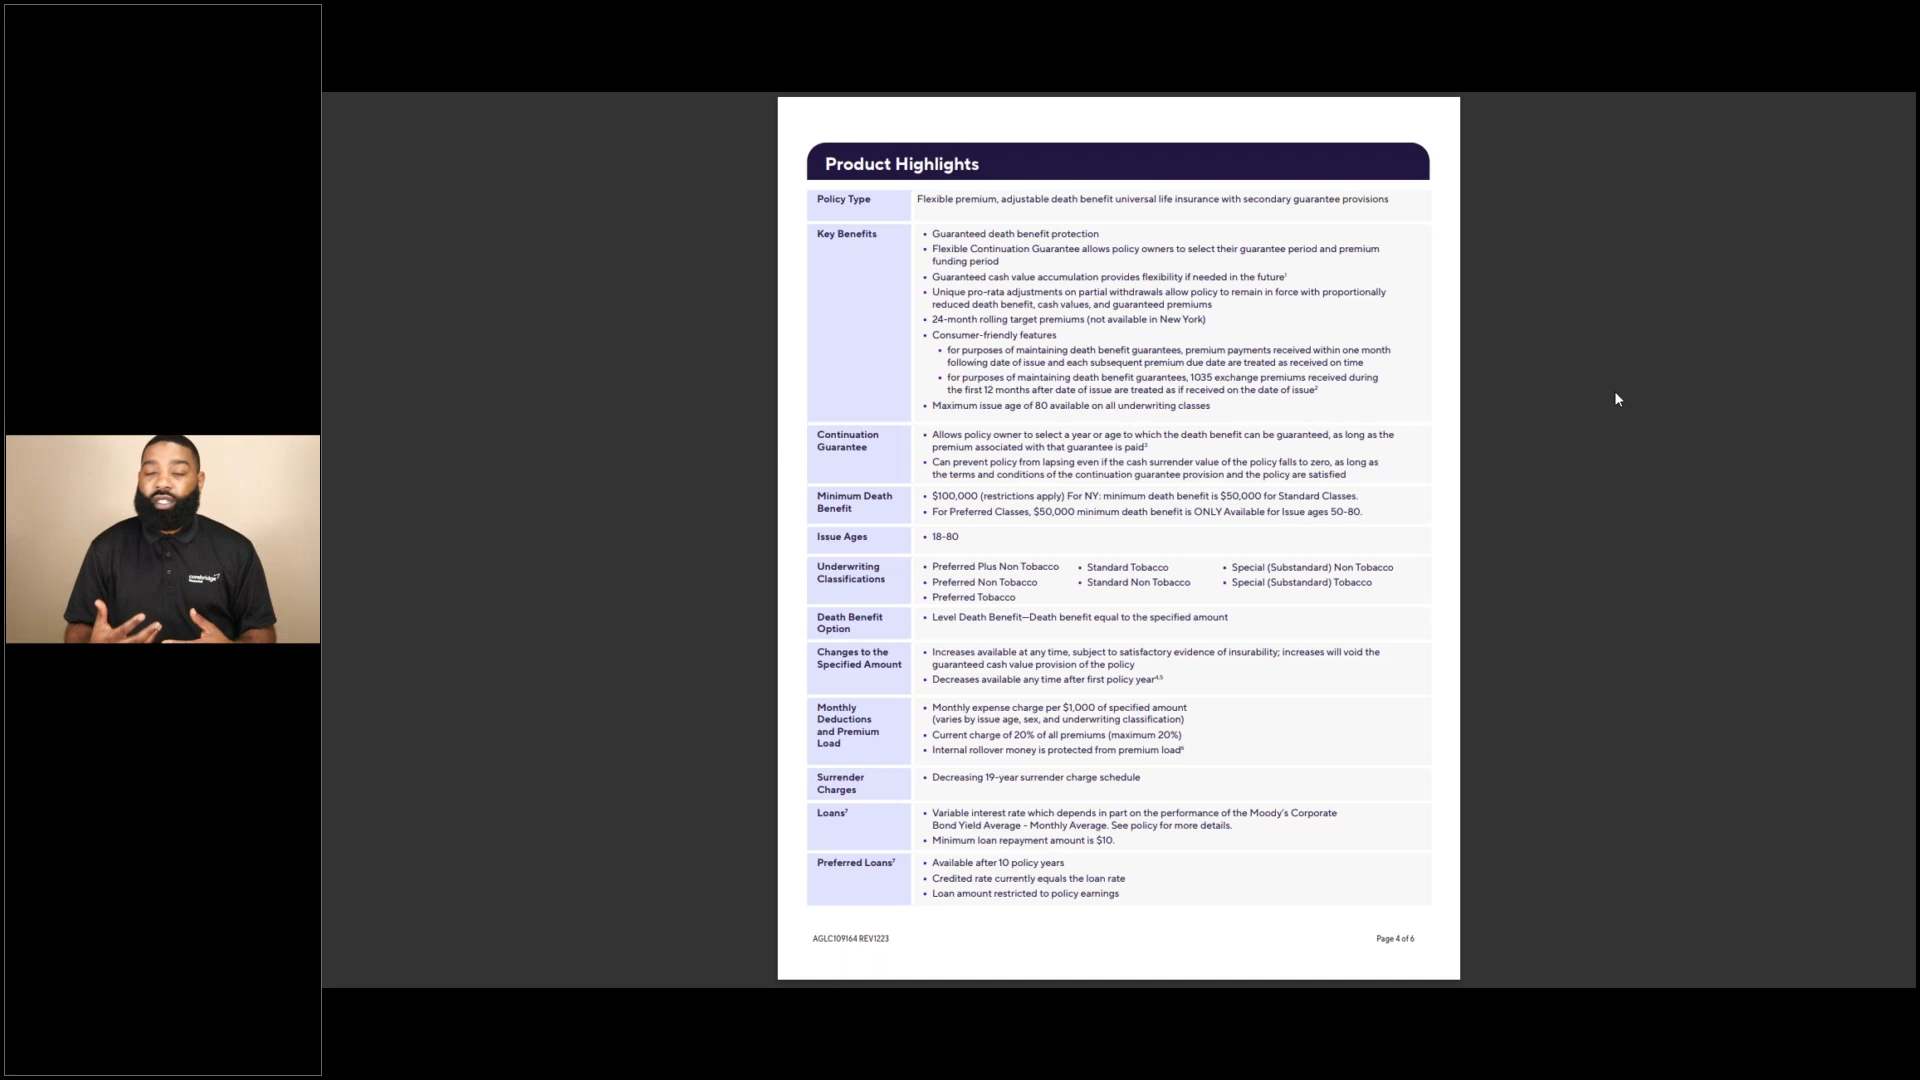 corebridge
financial
Product Highlights
Policy Type
Flexible premium, adjustable death benefit universal life insurance with secondary guarantee provisions
Key Benefits
• Guaranteed death benefit protection
• Flexible Continuation Guarantee allows policy owners to select their guarantee period and premium
funding period
• Guaranteed cash value accumulation provides flexibility if needed in the future¹
• Unique pro-rata adjustments on partial withdrawals allow policy to remain in force with proportionally
reduced death benefit, cash values, and guaranteed premiums
• 24-month rolling target premiums (not available in New York)
• Consumer-friendly features
• for purposes of maintaining death benefit guarantees, premium payments received within one month
following date of issue and each subsequent premium due date are treated as received on time
• for purposes of maintaining death benefit guarantees, 1035 exchange premiums received during
the first 12 months after date of issue are treated as if received on the date of issue²
• Maximum issue age of 80 available on all underwriting classes
Continuation
Guarantee
• Allows policy owner to select a year or age to which the death benefit can be guaranteed, as long as the
premium associated with that guarantee is paid³
• Can prevent policy from lapsing even if the cash surrender value of the policy falls to zero, as long as
the terms and conditions of the continuation guarantee provision and the policy are satisfied
Minimum Death
Benefit
• $100,000 (restrictions apply) For NY: minimum death benefit is $50,000 for Standard Classes.
• For Preferred Classes, $50,000 minimum death benefit is ONLY Available for Issue ages 50-80.
Issue Ages
• 18-80
Underwriting
Classifications
• Preferred Plus Non Tobacco
• Preferred Non Tobacco
• Preferred Tobacco
• Standard Tobacco
• Standard Non Tobacco
• Special (Substandard) Non Tobacco
• Special (Substandard) Tobacco
Death Benefit
Option
• Level Death Benefit—Death benefit equal to the specified amount
Changes to the
Specified Amount
• Increases available at any time, subject to satisfactory evidence of insurability; increases will void the
guaranteed cash value provision of the policy
• Decreases available any time after first policy year⁴,⁵
Monthly
Deductions
and Premium
Load
• Monthly expense charge per $1,000 of specified amount
(varies by issue age, sex, and underwriting classification)
• Current charge of 20% of all premiums (maximum 20%)
• Internal rollover money is protected from premium load⁶
Surrender
Charges
• Decreasing 19-year surrender charge schedule
Loans⁷
• Variable interest rate which depends in part on the performance of the Moody's Corporate
Bond Yield Average - Monthly Average. See policy for more details.
• Minimum loan repayment amount is $10.
Preferred Loans⁷
• Available after 10 policy years
• Credited rate currently equals the loan rate
• Loan amount restricted to policy earnings
AGLC109164 REV1223
Page 4 of 6